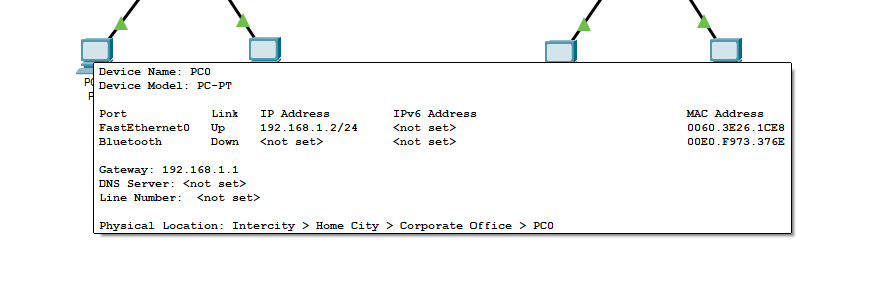 Device Name: PC0
Device Model: PC-PT
Port Link IP Address IPv6 Address MAC Address
FastEthernet0 Up 192.168.1.2/24 <not set> 0060.3E26.1CE8
Bluetooth Down <not set> <not set> 00E0.F973.376E
Gateway: 192.168.1.1
DNS Server: <not set>
Line Number: <not set>
Physical Location: Intercity > Home City > Corporate Office > PC0